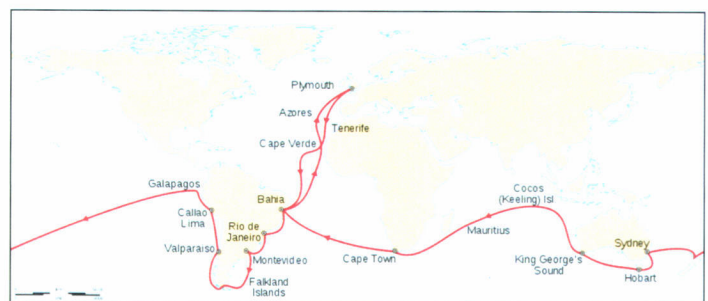 Plymouth
Azores
Tenerife
Cape Verde
Galapagos
Callao
Lima
Bahia
Rio de
Janeiro
Valparaiso
Montevideo
Falkland
Islands
Cape Town
Mauritius
Cocos
(Keeling) Isl.
King George's
Sound
Sydney
Hobart